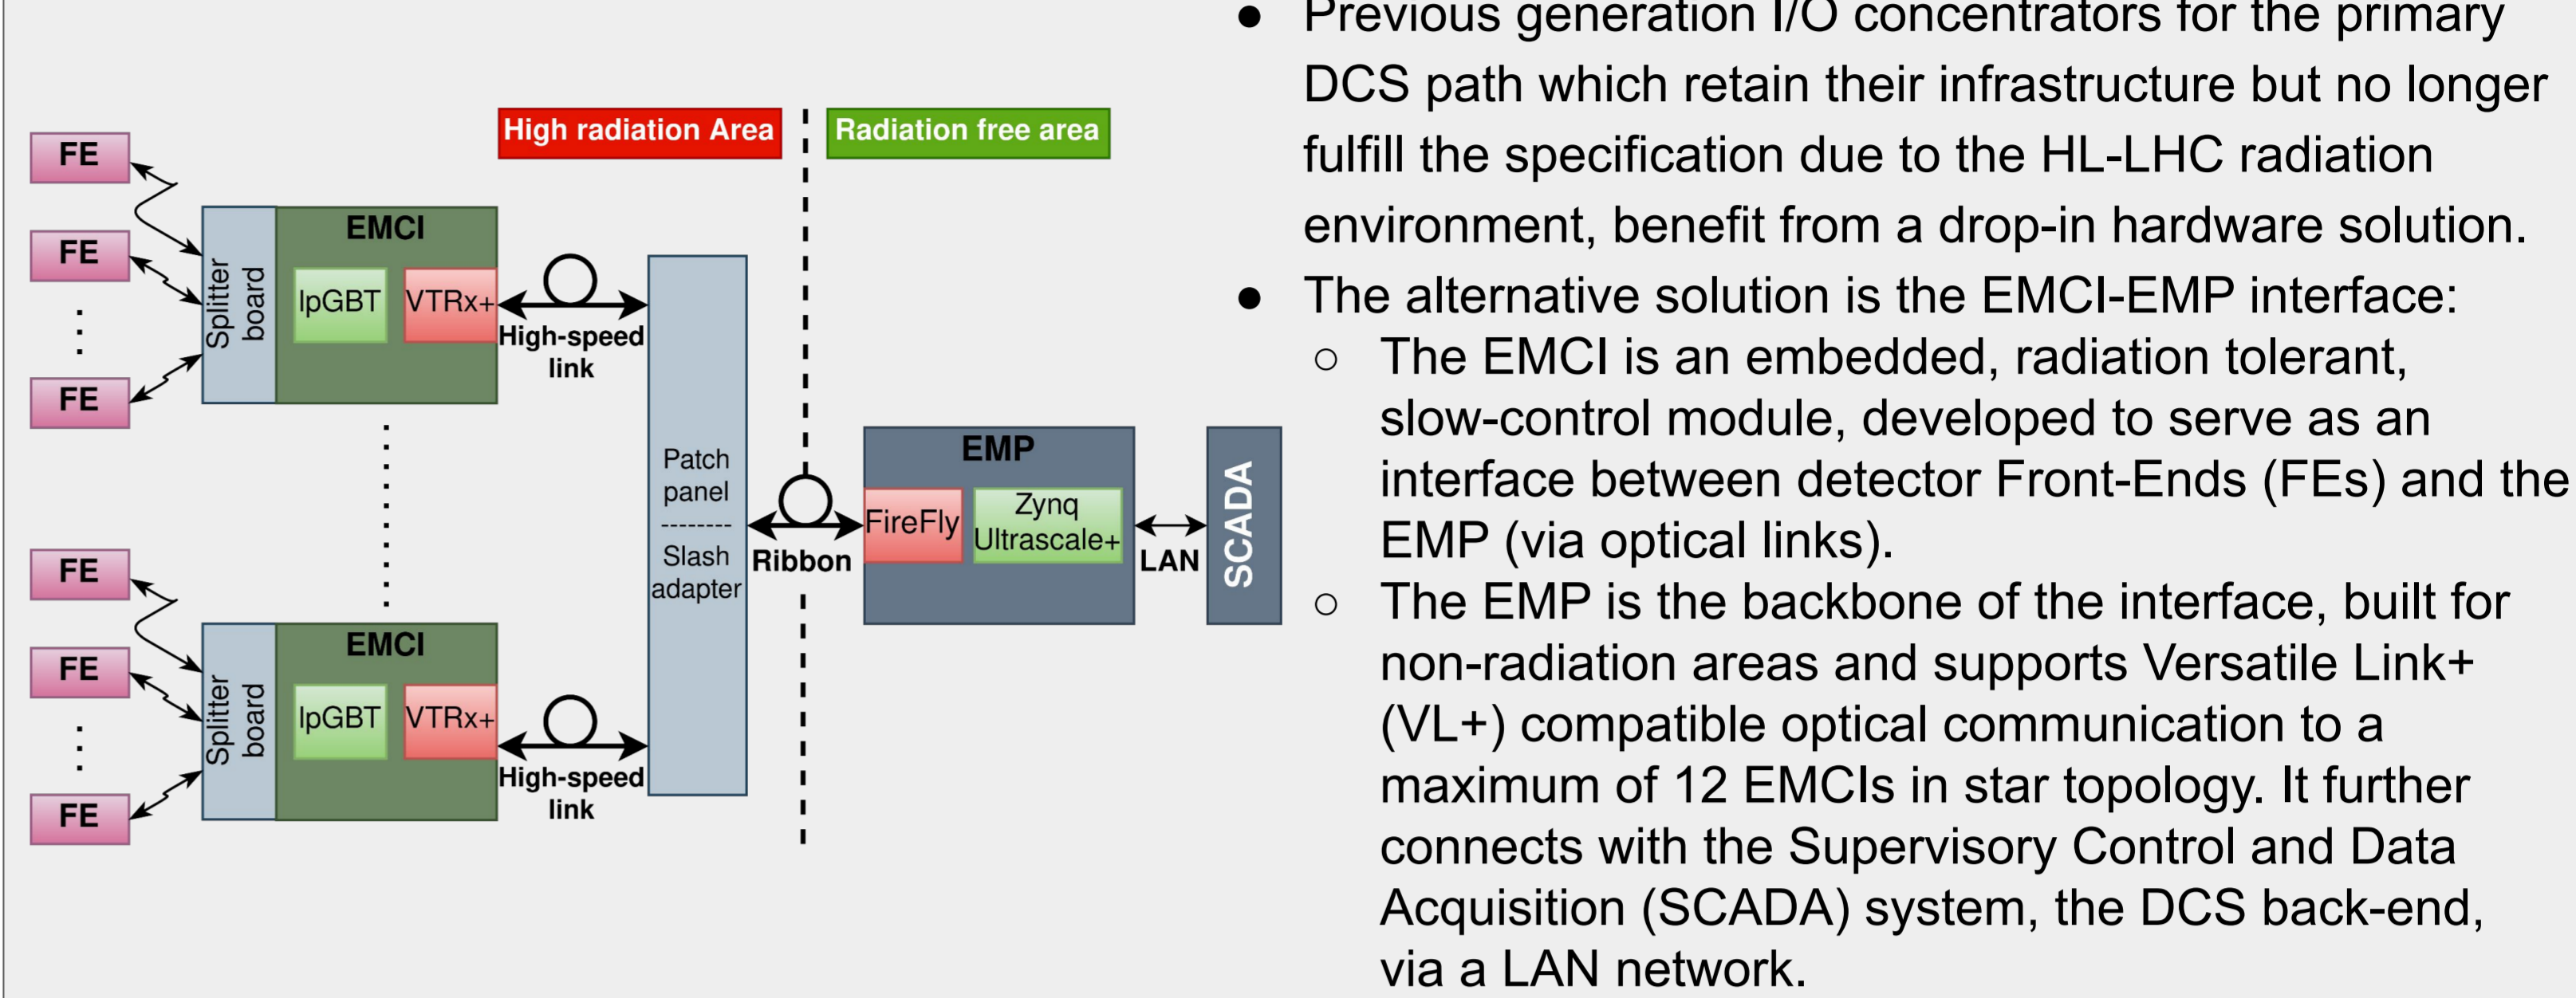 High radiation Area
Radiation free area
FE
FE
FE
Splitter
board
EMCI
lpGBT
VTRx+
High-speed
link
FE
FE
FE
Splitter
board
EMCI
lpGBT
VTRx+
High-speed
link
Patch
panel
--------
Slash
adapter
Ribbon
EMP
FireFly
Zynq
Ultrascale+
LAN
SCADA
● Previous generation I/O concentrators for the primary
DCS path which retain their infrastructure but no longer
fulfill the specification due to the HL-LHC radiation
environment, benefit from a drop-in hardware solution.
● The alternative solution is the EMCI-EMP interface:
○ The EMCI is an embedded, radiation tolerant,
slow-control module, developed to serve as an
interface between detector Front-Ends (FEs) and the
EMP (via optical links).
○ The EMP is the backbone of the interface, built for
non-radiation areas and supports Versatile Link+
(VL+) compatible optical communication to a
maximum of 12 EMCIs in star topology. It further
connects with the Supervisory Control and Data
Acquisition (SCADA) system, the DCS back-end,
via a LAN network.